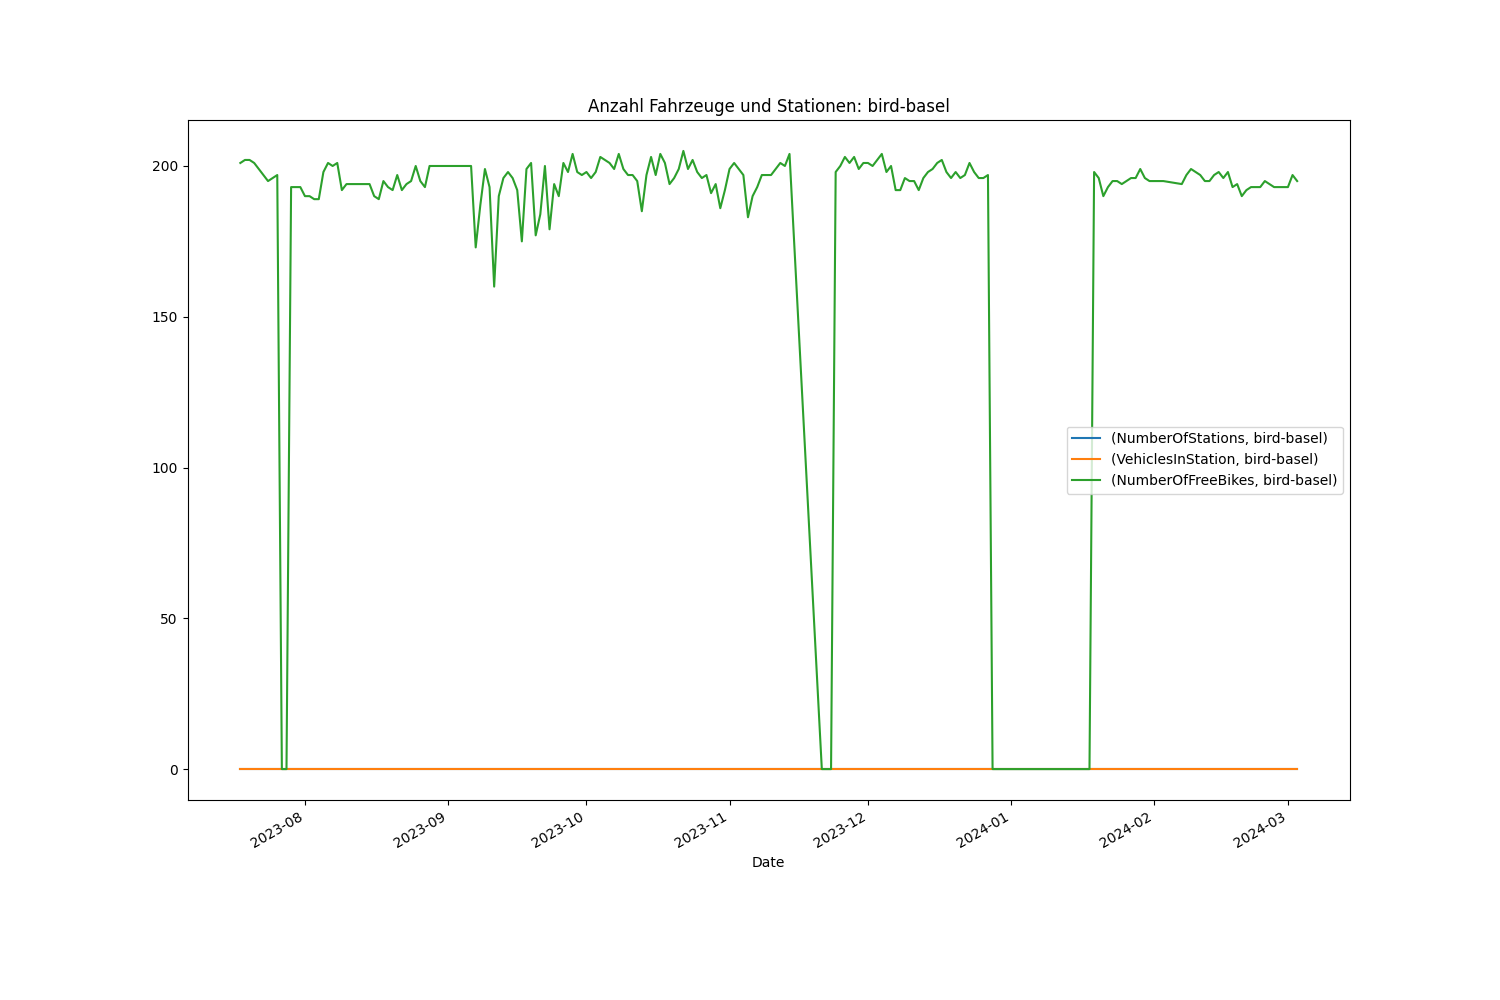 Anzahl Fahrzeuge und Stationen: bird-basel
200
150
100
50
0
(NumberOfStations, bird-basel)
(VehiclesInStation, bird-basel)
(NumberOfFreeBikes, bird-basel)
2023-08
2023-09
2023-10
2023-11
2023-12
2024-01
2024-02
2024-03
Date